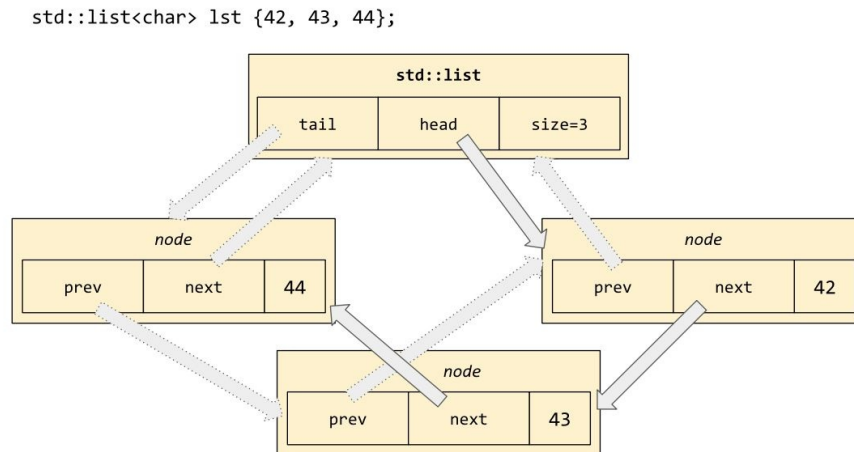 std::list<char> lst {42, 43, 44};
std::list
tail head size=3
node
prev next 44
node
prev next 42
node
prev next 43